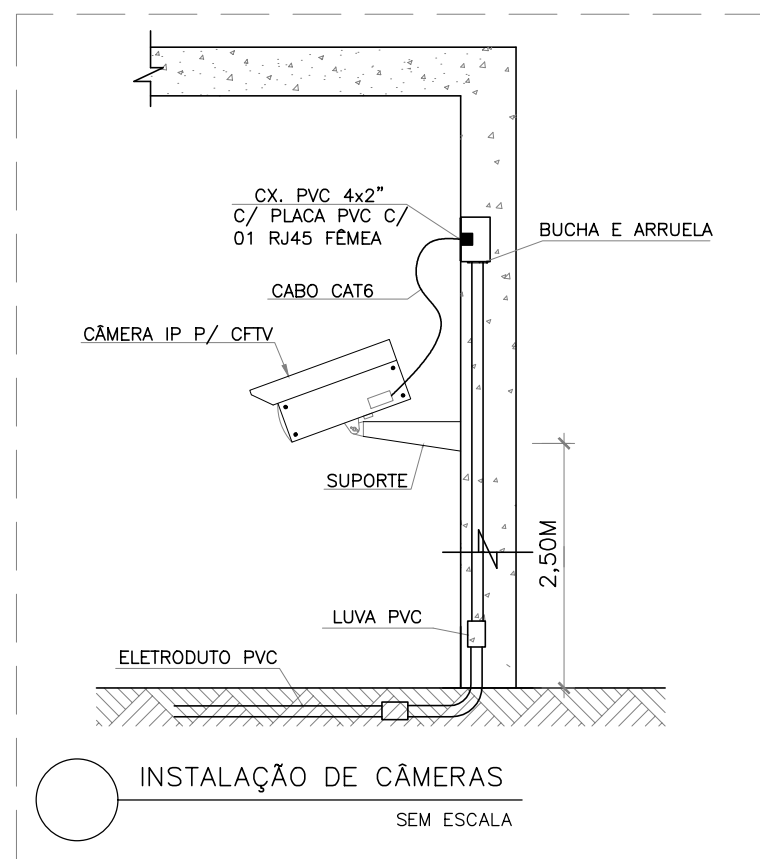 CX. PVC 4x2”
C/ PLACA PVC C/
01 RJ45 FÊMEA
BUCHA E ARRUELA
CABO CAT6
CÂMERA IP P/ CFTV
SUPORTE
2,50M
LUVA PVC
ELETRODUTO PVC
INSTALAÇÃO DE CÂMERAS
SEM ESCALA